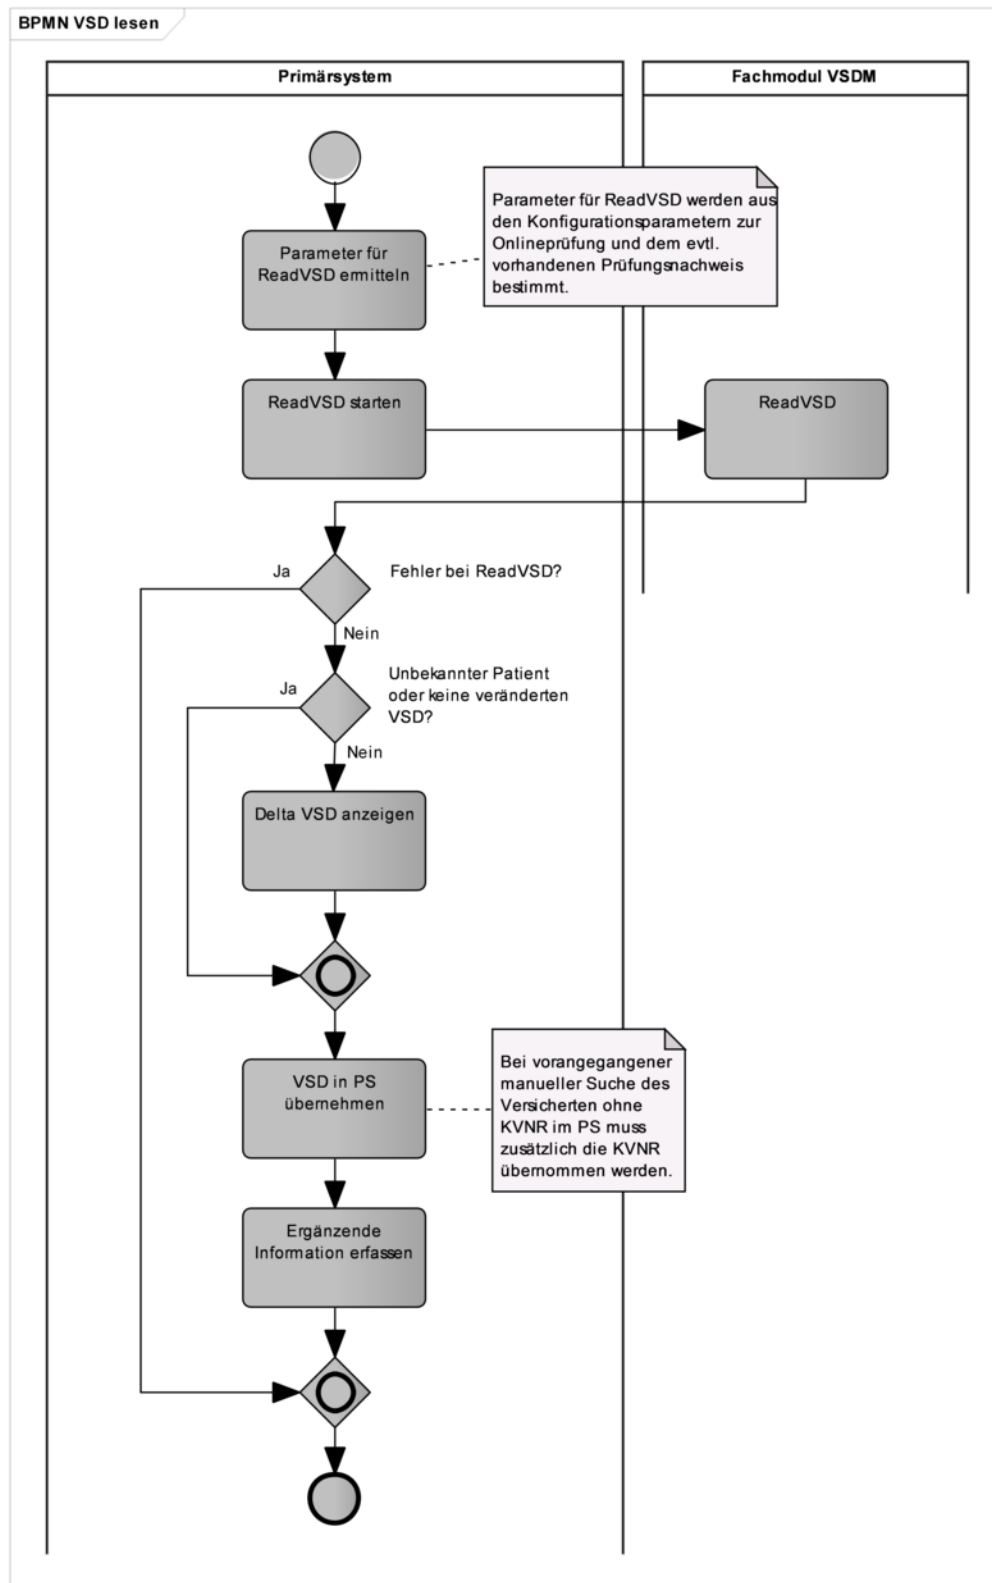 BPMN VSD lesen
Primärsystem
Fachmodul VSDM
Parameter für ReadVSD werden aus
den Konfigurationsparametern zur
Onlineprüfung und dem evtl.
vorhandenen Prüfungsnachweis
bestimmt.
Parameter für
ReadVSD ermitteln
ReadVSD starten
ReadVSD
Ja
Fehler bei ReadVSD?
Nein
Unbekannter Patient
oder keine veränderten
VSD?
Ja
Nein
Delta VSD anzeigen
VSD in PS
übernehmen
Bei vorangegangener
manueller Suche des
Versicherten ohne
KVNR im PS muss
zusätzlich die KVNR
übernommen werden.
Ergänzende
Information erfassen